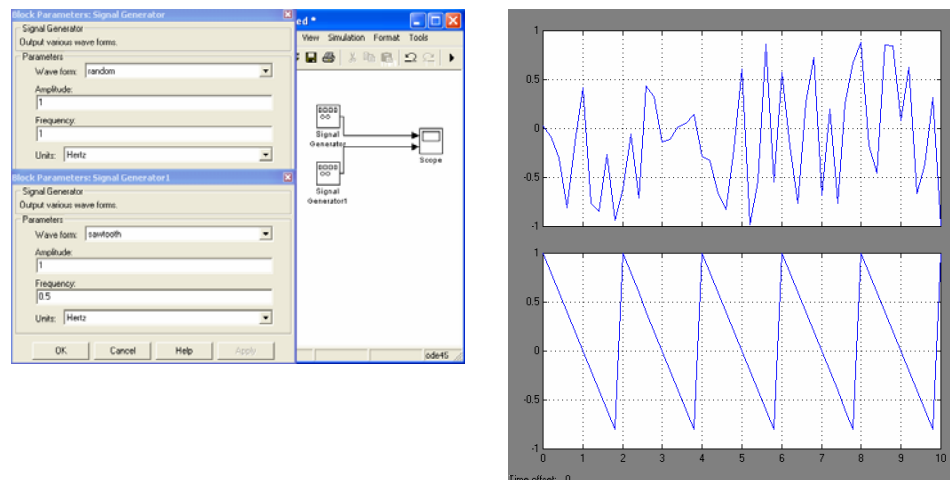 Block Parameters: Signal Generator
Signal Generator
Output various wave forms.
Parameters
Wave form: random
Amplitude:
1
Frequency:
1
Units: Hertz
Block Parameters: Signal Generator1
Signal Generator
Output various wave forms.
Parameters
Wave form: sawtooth
Amplitude:
1
Frequency:
0.5
Units: Hertz
OK Cancel Help Apply
ed *
View Simulation Format Tools
Signal
Generator
Scope
Signal
Generator1
ode45
1
0.5
0
-0.5
-1
1
0.5
0
-0.5
-1
0 1 2 3 4 5 6 7 8 9 10
Time offset: 0